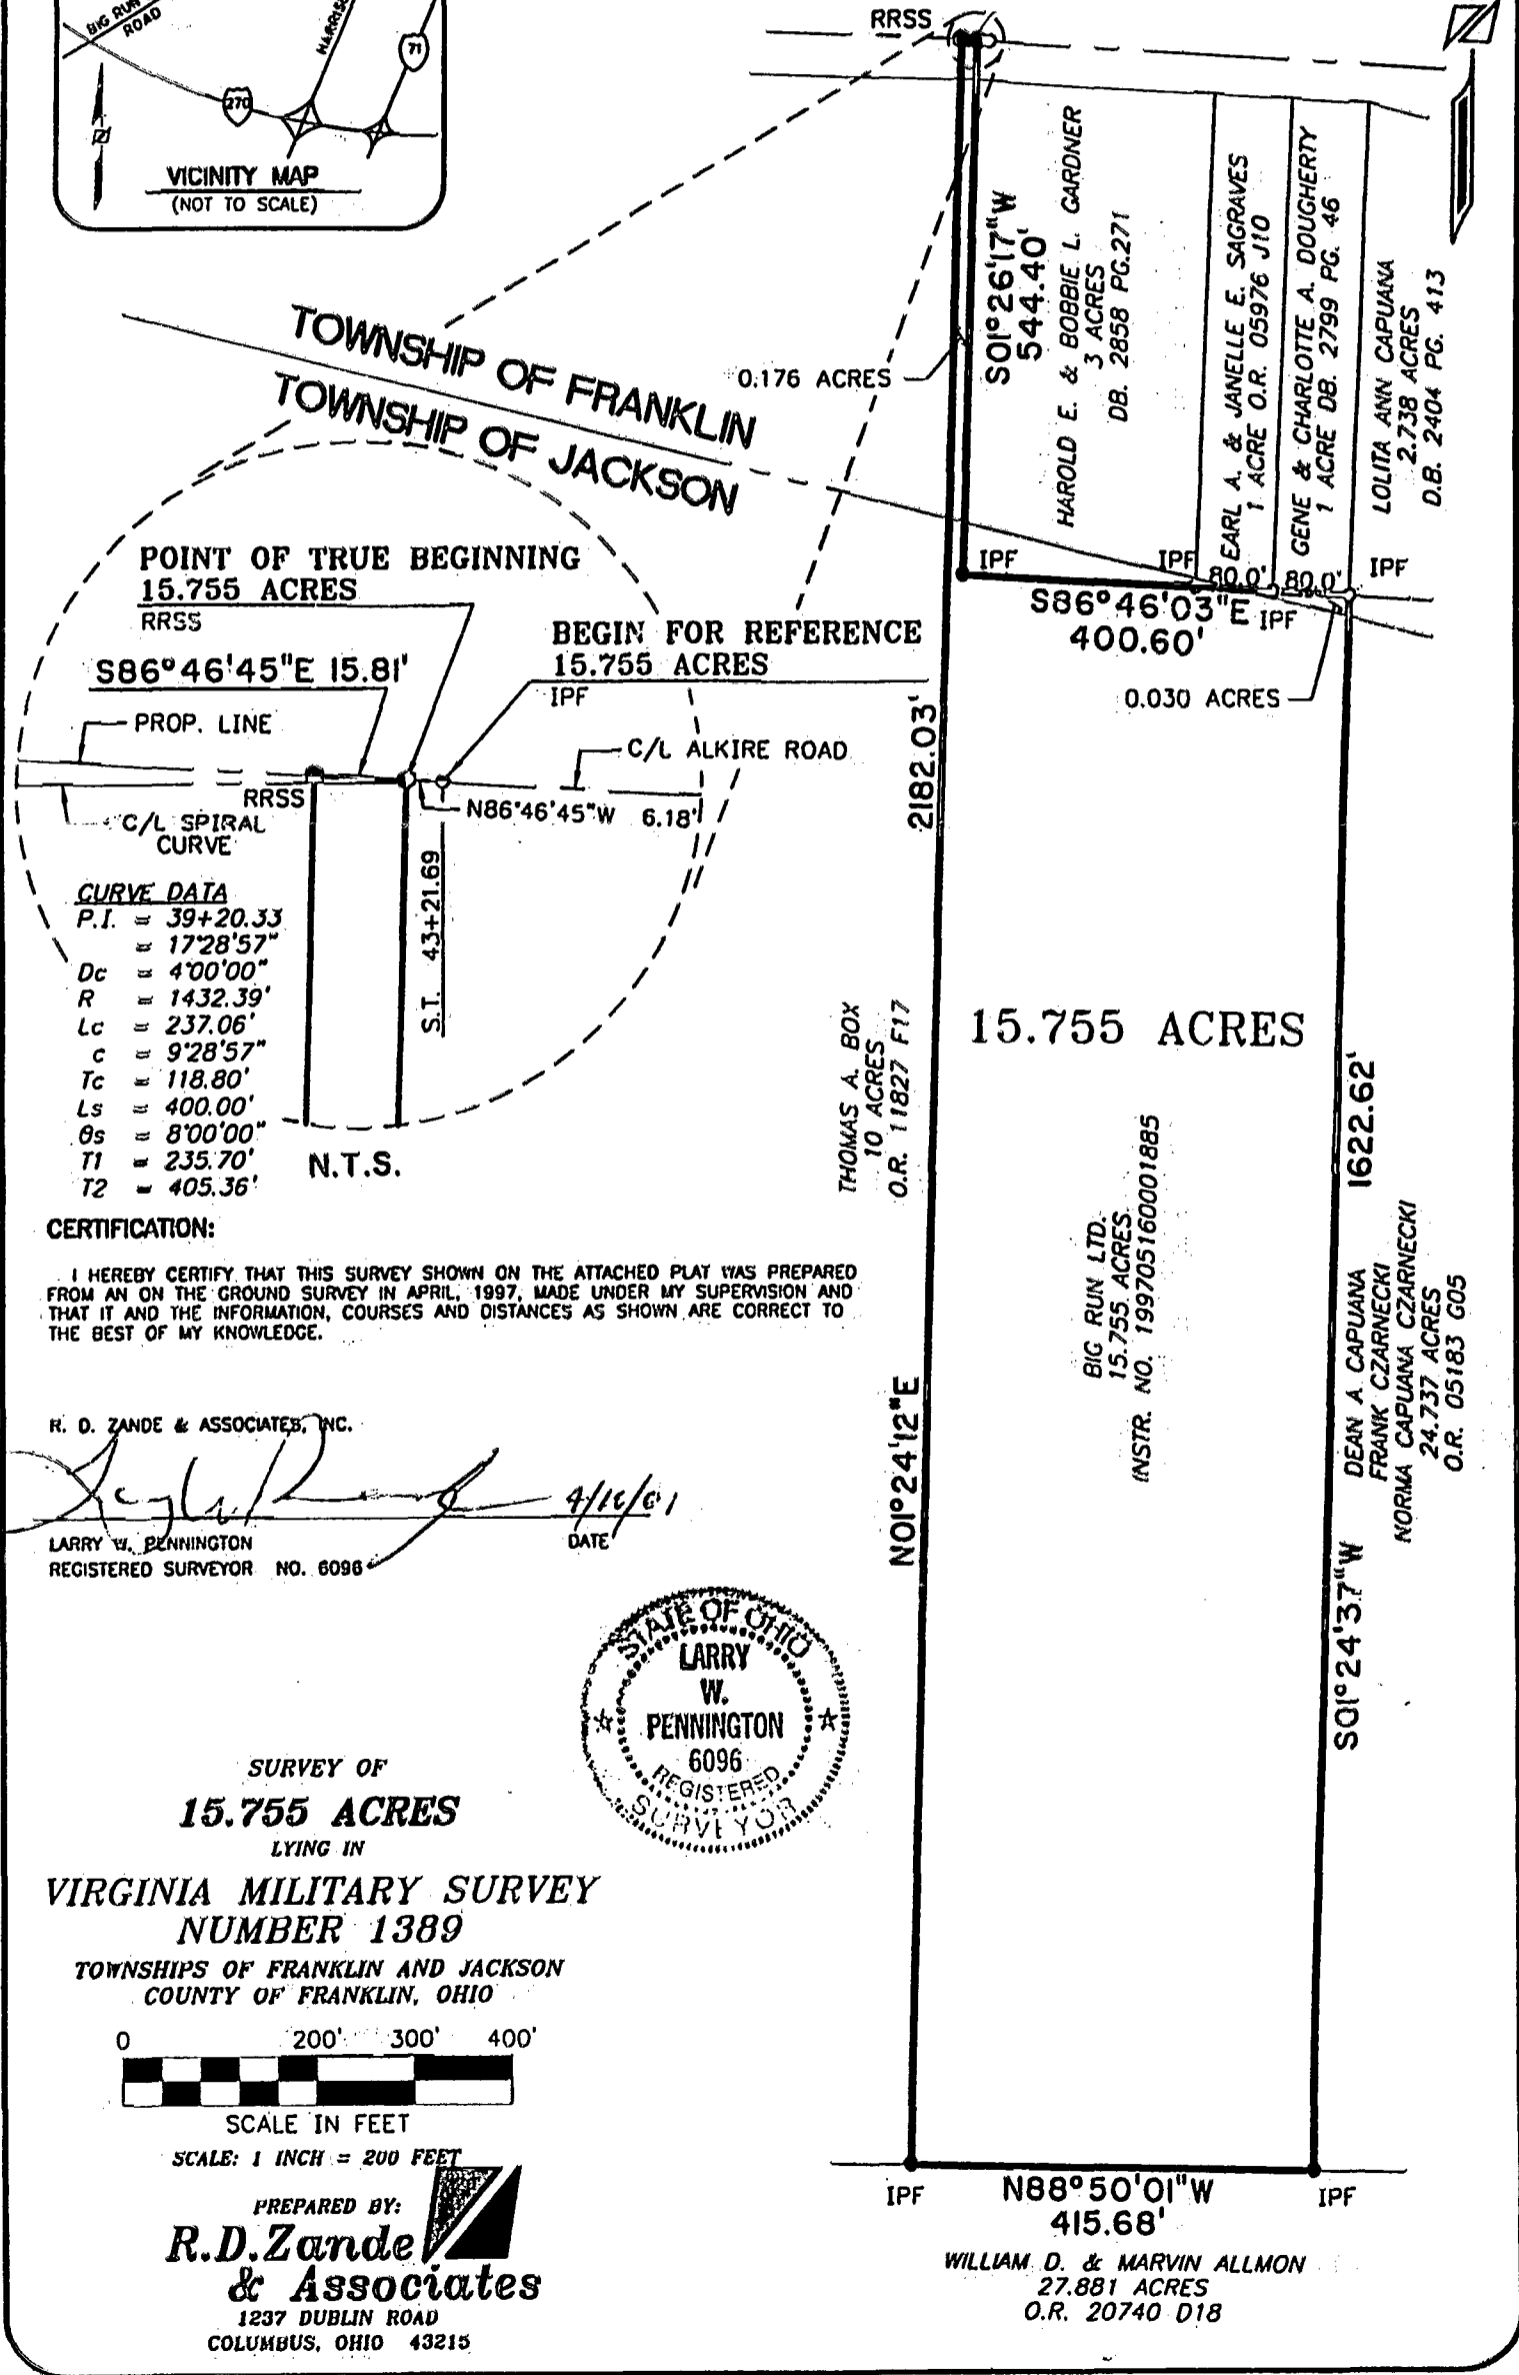 BIG RUN
ROAD
71
270
VICINITY MAP
(NOT TO SCALE)
RRSS
S01°26'17"W
544.40'
HAROLD E. & BOBBIE L. GARDNER
3 ACRES
DB. 2858 PG.271
EARL A. & JANELLE E. SAGRAVES
1 ACRE O.R. 05976 J10
GENE & CHARLOTTE A. DOUGHERTY
1 ACRE DB. 2799 PG. 46
LOLITA ANN CAPUANA
2.738 ACRES
D.B. 2404 PG. 413
0.176 ACRES
TOWNSHIP OF FRANKLIN
TOWNSHIP OF JACKSON
IPF
IPF
80.0'
80.0'
IPF
S86°46'03"E
IPF
400.60'
0.030 ACRES
POINT OF TRUE BEGINNING
15.755 ACRES
RRSS
S86°46'45"E 15.81'
BEGIN FOR REFERENCE
15.755 ACRES
IPF
PROP. LINE
C/L ALKIRE ROAD
RRSS
N86°46'45"W 6.18'
C/L SPIRAL
CURVE
S.T. 43+21.69
CURVE DATA
P.I. = 39+20.33
= 17°28'57"
Dc = 4°00'00"
R = 1432.39'
Lc = 237.06'
c = 9°28'57"
Tc = 118.80'
Ls = 400.00'
θs = 8°00'00"
T1 = 235.70'
T2 = 405.36'
N.T.S.
2182.03'
N01°24'12"E
THOMAS A. BOX
10 ACRES
O.R. 11827 F17
15.755 ACRES
BIG RUN LTD.
15.755 ACRES
INSTR. NO. 199705160001885
1622.62'
S01°24'37"W
DEAN A CAPUANA
FRANK CZARNECKI
NORMA CAPUANA CZARNECKI
24.737 ACRES
O.R. 05183 G05
CERTIFICATION:
I HEREBY CERTIFY THAT THIS SURVEY SHOWN ON THE ATTACHED PLAT WAS PREPARED
FROM AN ON THE GROUND SURVEY IN APRIL, 1997, MADE UNDER MY SUPERVISION AND
THAT IT AND THE INFORMATION, COURSES AND DISTANCES AS SHOWN ARE CORRECT TO
THE BEST OF MY KNOWLEDGE.
R. D. ZANDE & ASSOCIATES, INC.
LARRY W. PENNINGTON
DATE
REGISTERED SURVEYOR NO. 6096
STATE OF OHIO
LARRY
W.
PENNINGTON
6096
REGISTERED
SURVEYOR
SURVEY OF
15.755 ACRES
LYING IN
VIRGINIA MILITARY SURVEY
NUMBER 1389
TOWNSHIPS OF FRANKLIN AND JACKSON
COUNTY OF FRANKLIN, OHIO
0 200' 300' 400'
SCALE IN FEET
SCALE: 1 INCH = 200 FEET
PREPARED BY:
R.D.Zande
& Associates
1237 DUBLIN ROAD
COLUMBUS, OHIO 43215
IPF
N88°50'01"W
IPF
415.68'
WILLIAM D. & MARVIN ALLMON
27.881 ACRES
O.R. 20740 D18